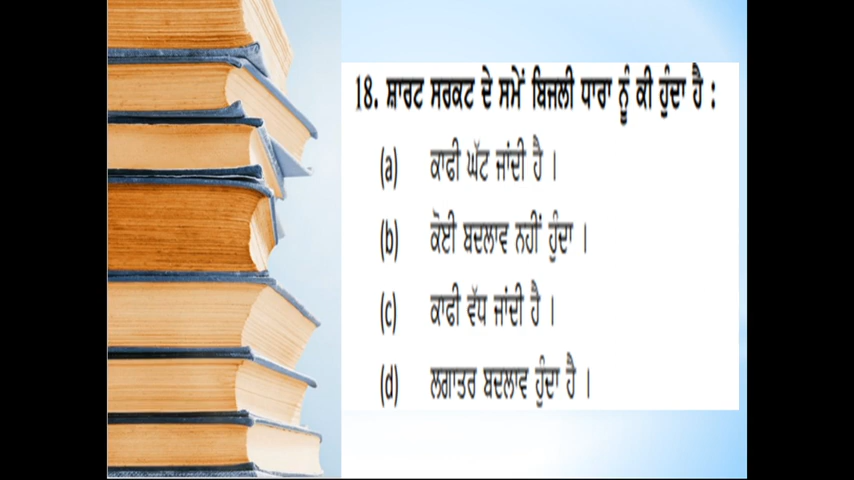 18. ਸ਼ਾਰਟ ਸਰਕਟ ਦੇ ਸਮੇਂ ਬਿਜਲੀ ਧਾਰਾ ਨੂੰ ਕੀ ਹੁੰਦਾ ਹੈ :
(a) ਕਾਫੀ ਘੱਟ ਜਾਂਦੀ ਹੈ ।
(b) ਕੋਈ ਬਦਲਾਵ ਨਹੀਂ ਹੁੰਦਾ ।
(c) ਕਾਫੀ ਵੱਧ ਜਾਂਦੀ ਹੈ ।
(d) ਲਗਾਤਰ ਬਦਲਾਵ ਹੁੰਦਾ ਹੈ ।